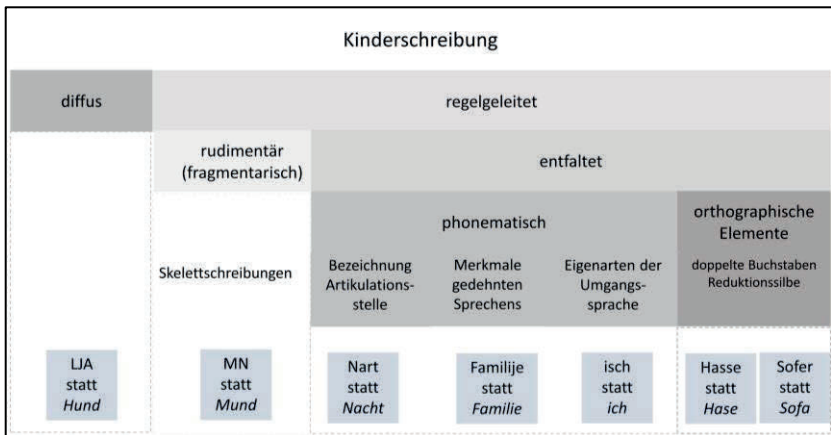 Kinderschreibung
diffus
regelgeleitet
rudimentär
(fragmentarisch)
entfaltet
phonematisch
orthographische
Elemente
Skelettschreibungen
Bezeichnung
Artikulations-
stelle
Merkmale
gedehnten
Sprechens
Eigenarten der
Umgangs-
sprache
doppelte Buchstaben
Reduktionssilbe
LJA
statt
Hund
MN
statt
Mund
Nart
statt
Nacht
Familije
statt
Familie
isch
statt
ich
Hasse
statt
Hase
Sofer
statt
Sofa